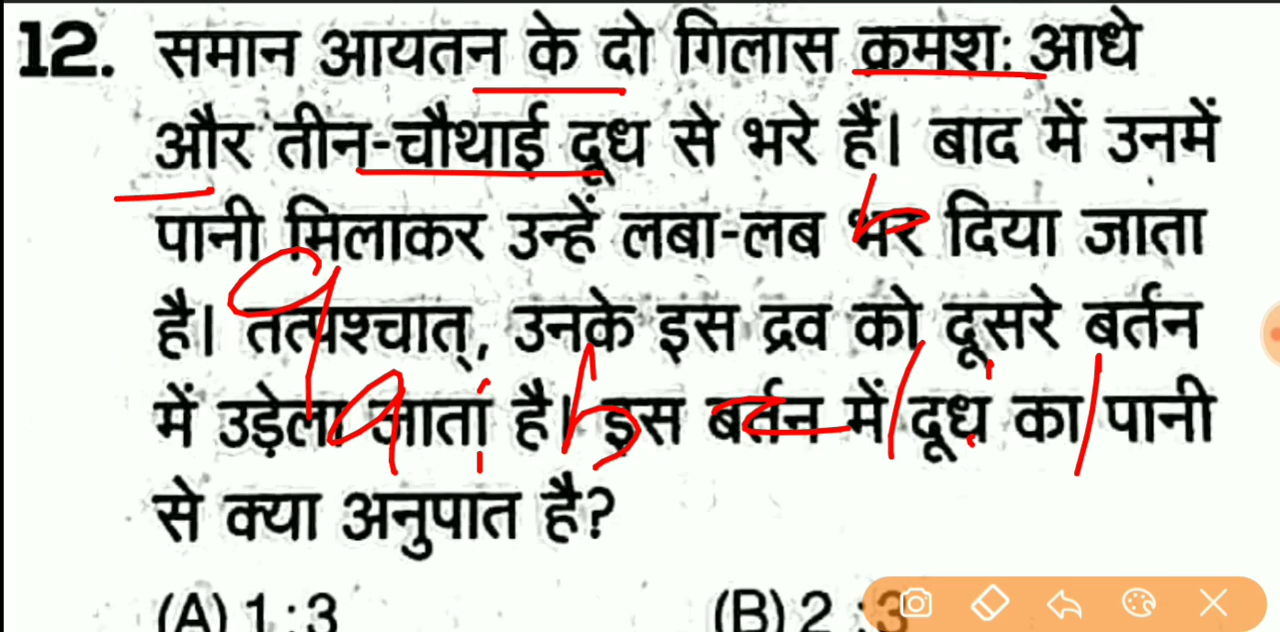 12. समान आयतन के दो गिलास क्रमश: आधे
और तीन-चौथाई दूध से भरे हैं। बाद में उनमें
पानी मिलाकर उन्हें लबा-लब भर दिया जाता
है। तत्पश्चात्, उनके इस द्रव को दूसरे बर्तन
में उड़ेला जाता है। इस बर्तन में दूध का पानी
से क्या अनुपात है?
(A) 1 : 3 (B) 2 : 3